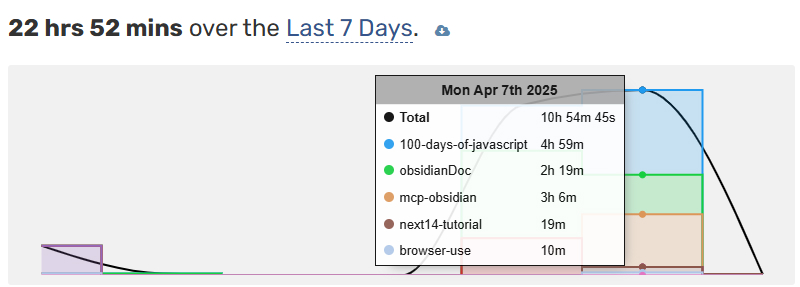 22 hrs 52 mins over the Last 7 Days.
Mon Apr 7th 2025
Total 10h 54m 45s
100-days-of-javascript 4h 59m
obsidianDoc 2h 19m
mcp-obsidian 3h 6m
next14-tutorial 19m
browser-use 10m